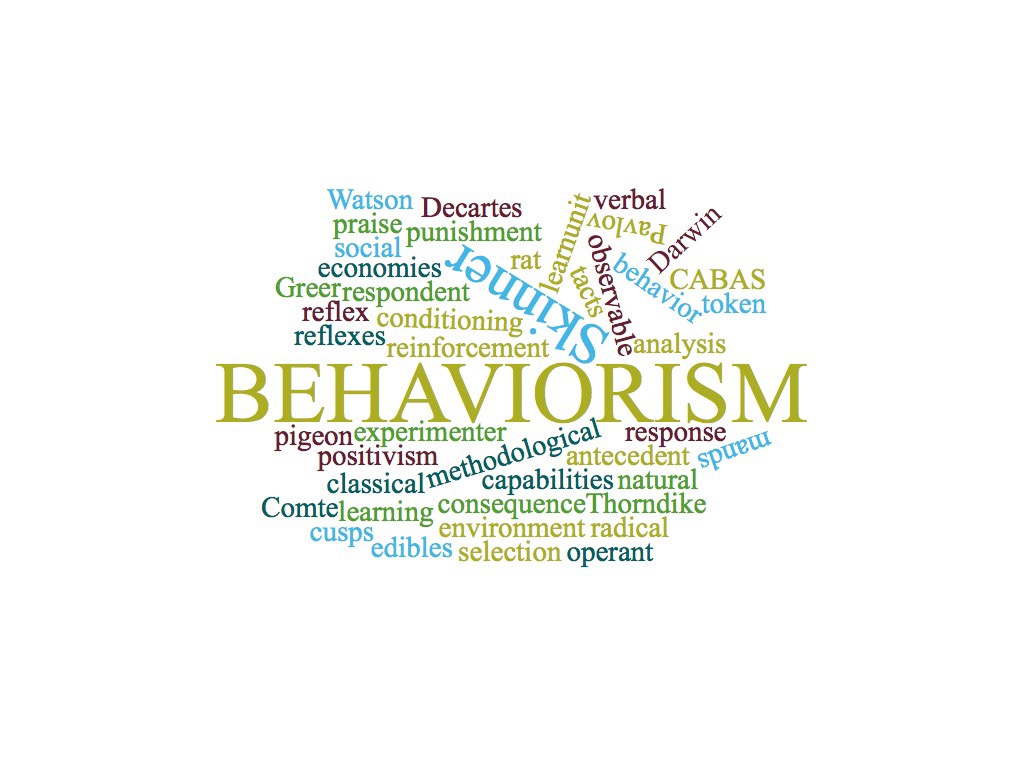 Watson
Decartes
verbal
praise
punishment
learnunit
Pavlov
Darwin
social
rat
observable
economies
Skinner
tacts
behavior
CABAS
Greer
respondent
token
reflex
conditioning
reflexes
reinforcement
analysis
BEHAVIORISM
pigeon
experimenter
methodological
response
positivism
antecedent
mands
classical
capabilities
natural
Comte
learning
consequence
Thorndike
cusps
environment
radical
edibles
selection
operant